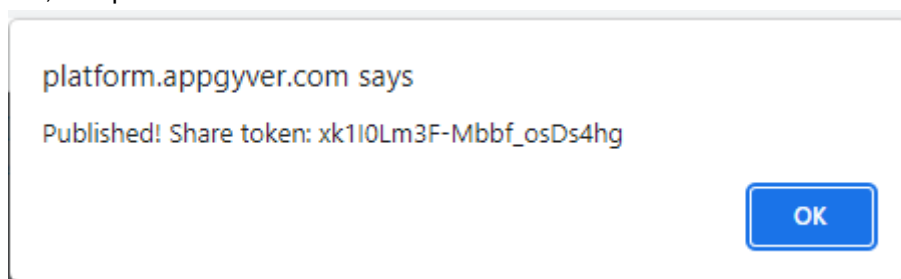 platform.appgyver.com says
Published! Share token: xk1I0Lm3F-Mbbf_osDs4hg
OK